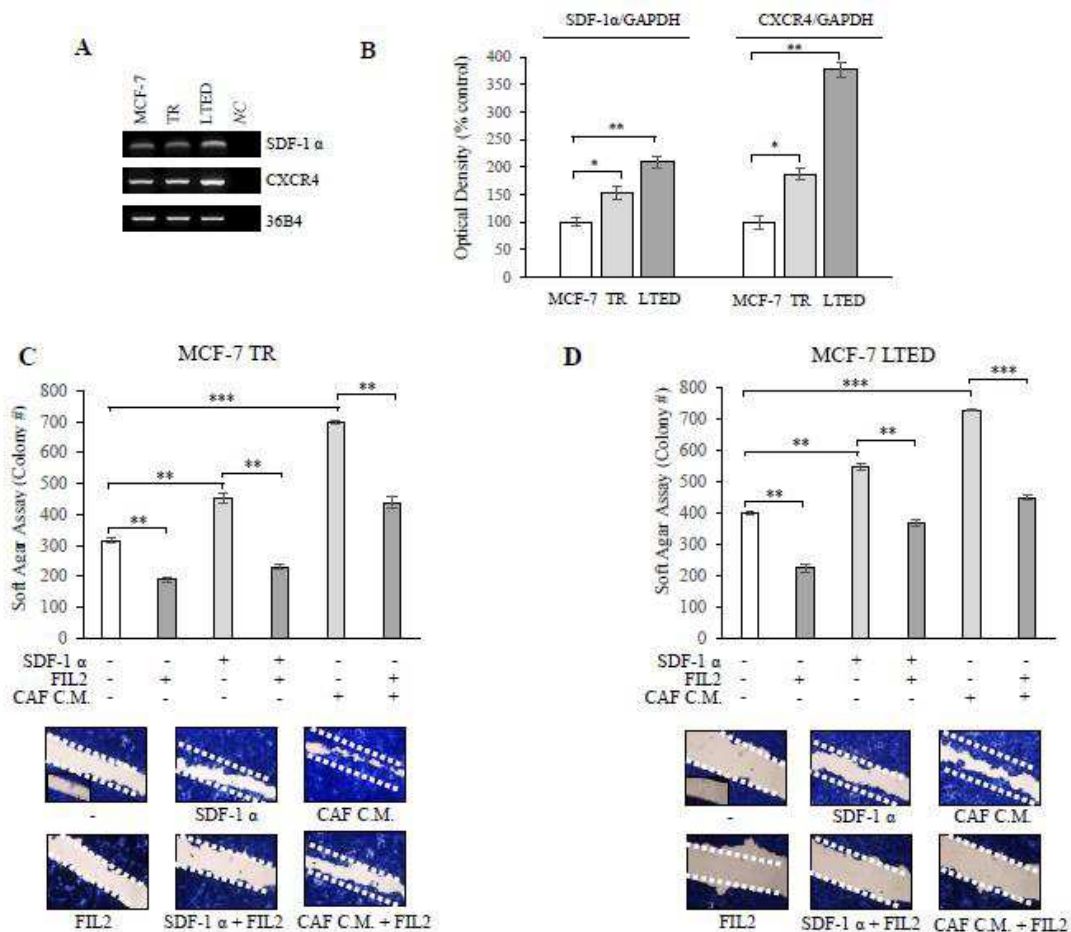 A
MCF-7 TR LTED NC
SDF-1 α
CXCR4
36B4
B
SDF-1α/GAPDH CXCR4/GAPDH
Optical Density (% control)
400
350
300
250
200
150
100
50
0
** **
* *
MCF-7 TR LTED MCF-7 TR LTED
C
MCF-7 TR
Soft Agar Assay (Colony #)
800
700
600
500
400
300
200
100
0
*** **
** **
**
SDF-1 α - - + + - -
FIL2 - + - + - +
CAF C.M. - - - - + +
- SDF-1 α CAF C.M.
FIL2 SDF-1 α + FIL2 CAF C.M. + FIL2
D
MCF-7 LTED
Soft Agar Assay (Colony #)
800
700
600
500
400
300
200
100
0
*** ***
** **
**
SDF-1 α - - + + - -
FIL2 - + - + - +
CAF C.M. - - - - + +
- SDF-1 α CAF C.M.
FIL2 SDF-1 α + FIL2 CAF C.M. + FIL2